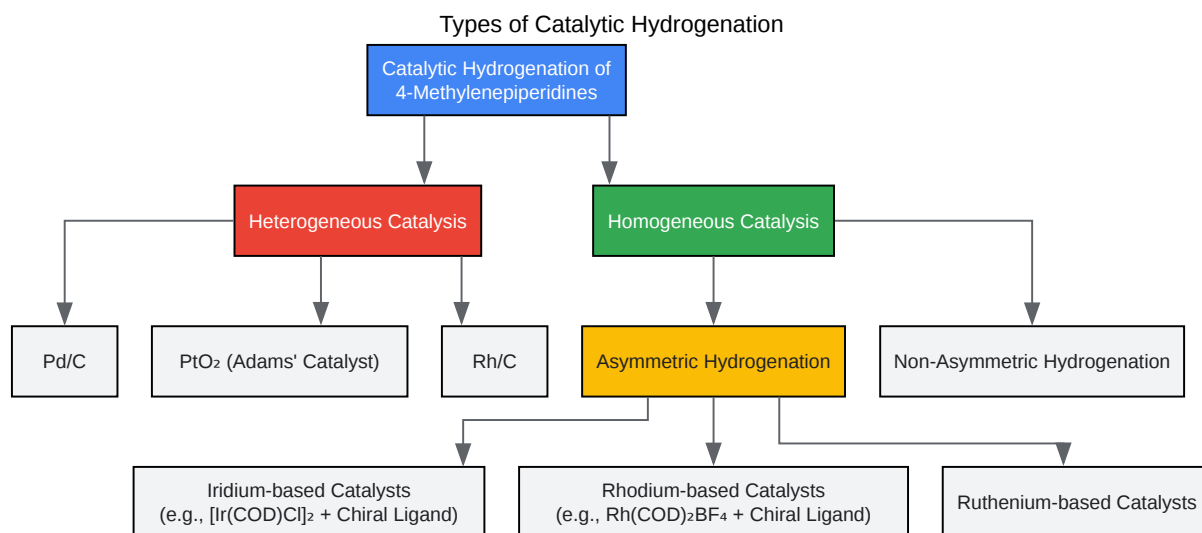 Types of Catalytic Hydrogenation
Catalytic Hydrogenation of
4-Methylenepiperidines
Heterogeneous Catalysis
Homogeneous Catalysis
Pd/C
PtO₂ (Adams' Catalyst)
Rh/C
Asymmetric Hydrogenation
Non-Asymmetric Hydrogenation
Iridium-based Catalysts
(e.g., [Ir(COD)Cl]₂ + Chiral Ligand)
Rhodium-based Catalysts
(e.g., Rh(COD)₂BF₄ + Chiral Ligand)
Ruthenium-based Catalysts